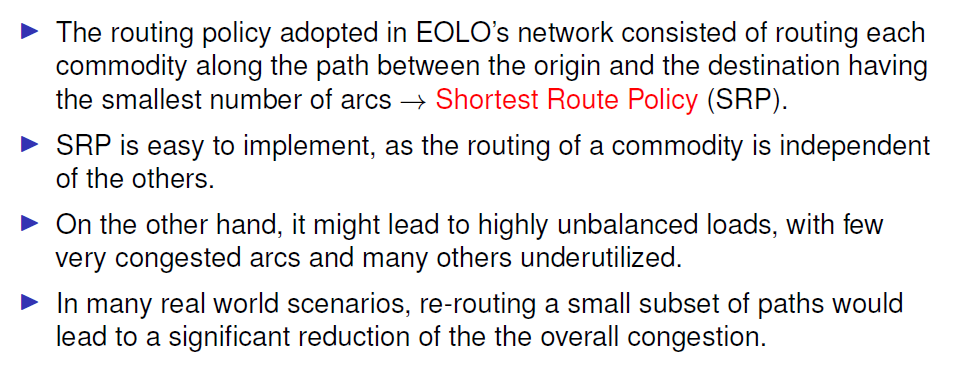 The routing policy adopted in EOLO's network consisted of routing each
commodity along the path between the origin and the destination having
the smallest number of arcs → Shortest Route Policy (SRP).
SRP is easy to implement, as the routing of a commodity is independent
of the others.
On the other hand, it might lead to highly unbalanced loads, with few
very congested arcs and many others underutilized.
In many real world scenarios, re-routing a small subset of paths would
lead to a significant reduction of the the overall congestion.